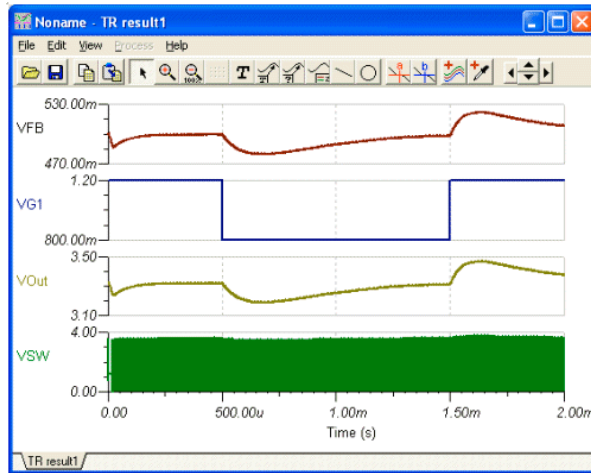 Noname - TR result1
File Edit View Process Help
T
100%
a b
530.00m
VFB
470.00m
1.20
VG1
800.00m
3.50
VOut
3.10
4.00
VSW
0.00
0.00 500.00u 1.00m 1.50m 2.00m
Time (s)
TR result1